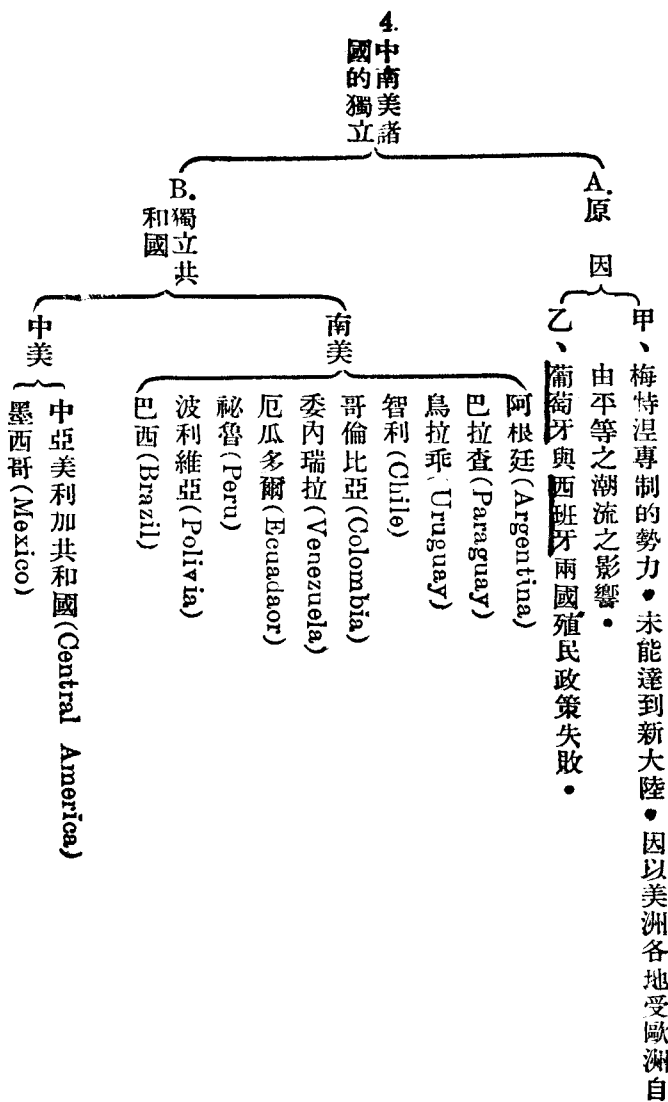 4.中南美諸
國的獨立
A.原因
甲、梅特涅專制的勢力．未能達到新大陸．因以美洲各地受歐洲自
由平等之潮流之影響．
乙、葡萄牙與西班牙兩國殖民政策失敗．
B.獨立共
和國
南美
阿根廷(Argentina)
巴拉查(Paraguay)
烏拉乖(Uruguay)
智利(Chile)
哥倫比亞(Colombia)
委內瑞拉(Venezuela)
厄瓜多爾(Ecuadaor)
祕魯(Peru)
波利維亞(Polivia)
巴西(Brazil)
中美
中亞美利加共和國(Central America)
墨西哥(Mexico)